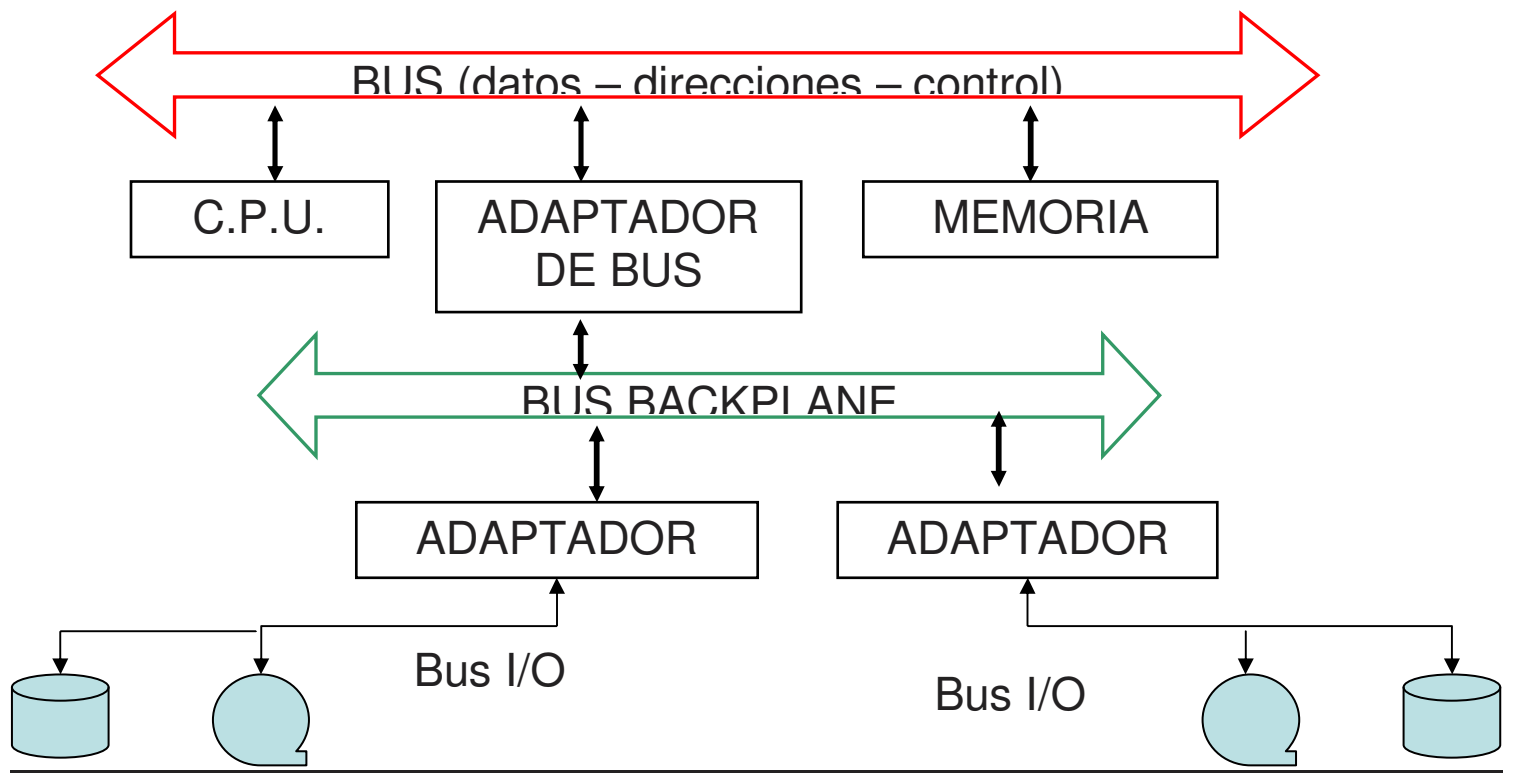 BUS (datos – direcciones – control)
C.P.U.
ADAPTADOR
DE BUS
MEMORIA
BUS BACKPLANE
ADAPTADOR
ADAPTADOR
Bus I/O
Bus I/O